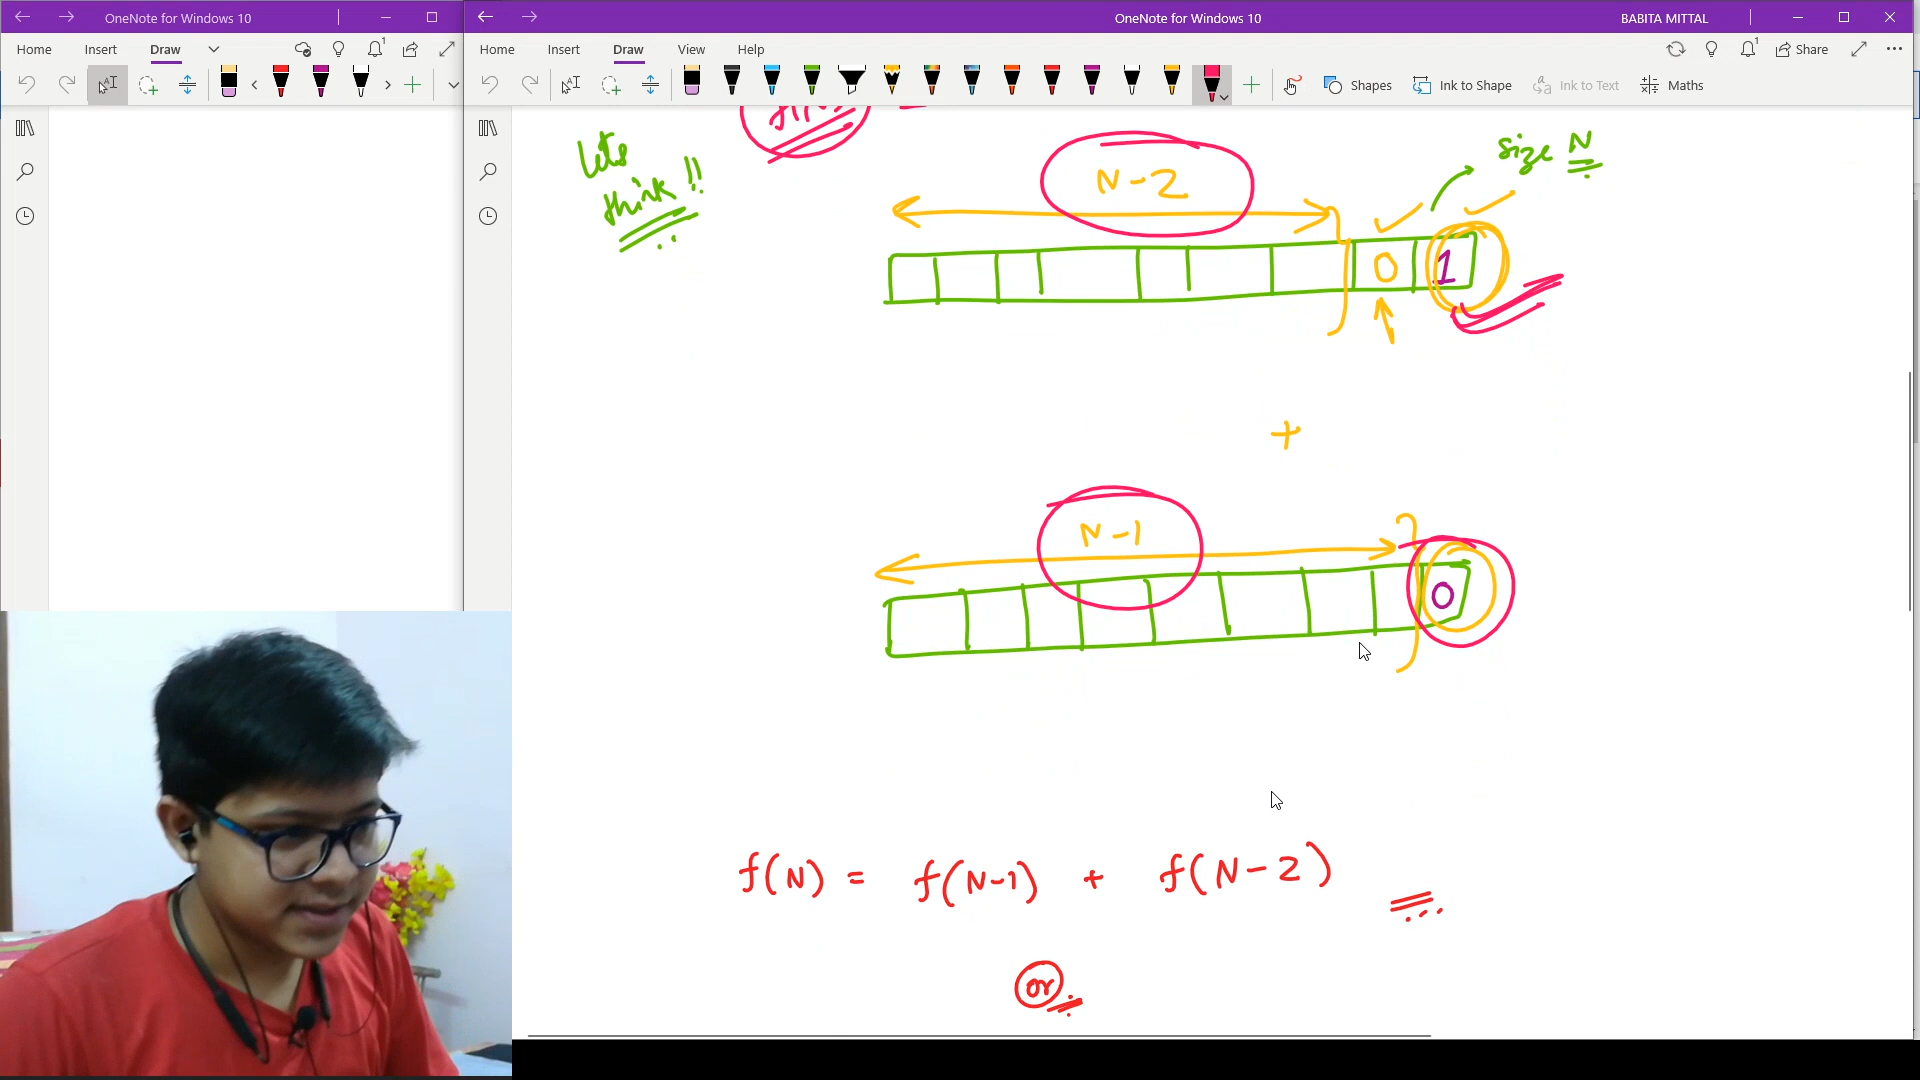 OneNote for Windows 10
OneNote for Windows 10
BABITA MITTAL
Home Insert Draw
Home Insert Draw View Help
Share
Shapes Ink to Shape Ink to Text Maths
Lets
think!!
N-2
size N
0 1
+
N-1
0
f(N) = f(N-1) + f(N-2)
or